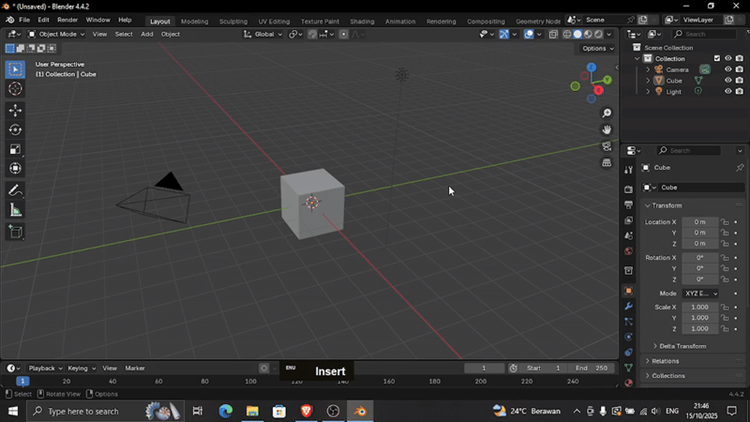 * (Unsaved) - Blender 4.4.2
File Edit Render Window Help Layout Modeling Sculpting UV Editing Texture Paint Shading Animation Rendering Compositing Geometry Node Scene ViewLayer
Object Mode View Select Add Object Global Search
Options
User Perspective
(1) Collection | Cube
Scene Collection
Collection
Camera
Cube
Light
Z
Y
X
Search
Cube
Cube
Transform
Location X 0 m
Y 0 m
Z 0 m
Rotation X 0°
Y 0°
Z 0°
Mode XYZ E...
Scale X 1.000
Y 1.000
Z 1.000
Delta Transform
Relations
Collections
Playback Keying View Marker 1 Start 1 End 250
ENU Insert
1 20 40 60 80 100 120 140 160 180 200 220 240
Select Rotate View Options 4.4.2
Type here to search 24°C Berawan 21:46
15/10/2025